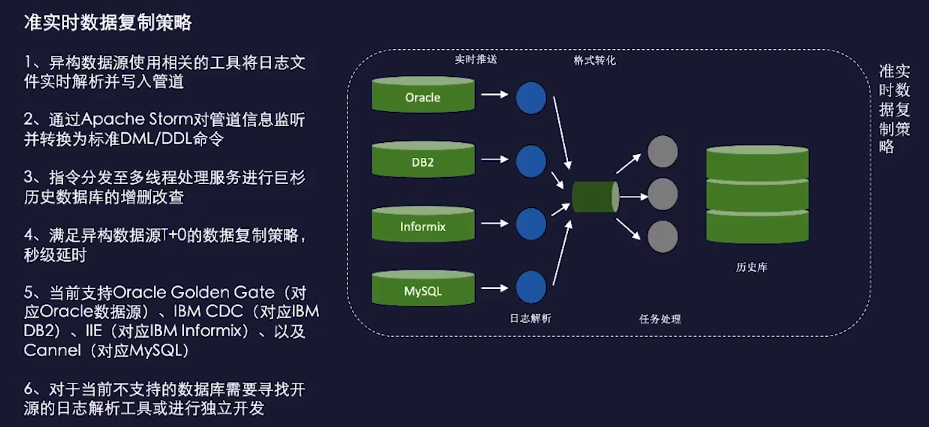 准实时数据复制策略
1、异构数据源使用相关的工具将日志文
件实时解析并写入管道
2、通过Apache Storm对管道信息监听
并转换为标准DML/DDL命令
3、指令分发至多线程处理服务进行巨杉
历史数据库的增删改查
4、满足异构数据源T+0的数据复制策略，
秒级延时
5、当前支持Oracle Golden Gate（对
应Oracle数据源）、IBM CDC（对应IBM
DB2）、IIE（对应IBM Informix）、以及
Cannel（对应MySQL）
6、对于当前不支持的数据库需要寻找开
源的日志解析工具或进行独立开发
实时推送
格式转化
Oracle
DB2
Informix
MySQL
日志解析
任务处理
历史库
准实时数据复制策略